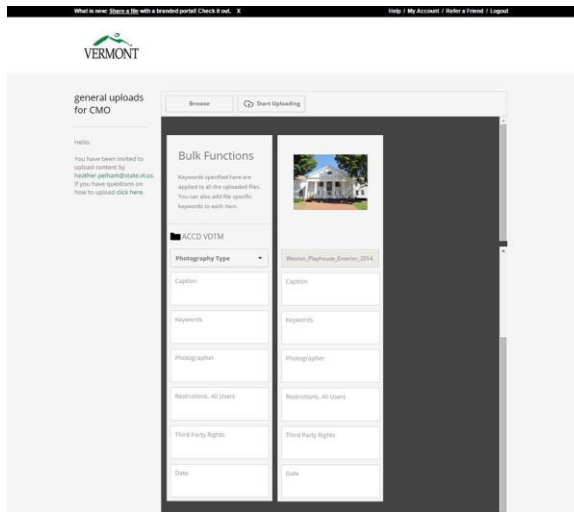 What is new: Share a file with a branded portal! Check it out. X
Help / My Account / Refer a Friend / Logout
VERMONT
general uploads
for CMO
Hello,
You have been invited to
upload content by
heather.pelham@state.vt.us.
If you have questions on
how to upload click here.
Browse
Start Uploading
Bulk Functions
Keywords specified here are
applied to all the uploaded files.
You can also add file specific
keywords to each item.
ACCD VDTM
Photography Type
Caption
Keywords
Photographer
Restrictions, All Users
Third Party Rights
Date
Weston_Playhouse_Exterior_2014.
Caption
Keywords
Photographer
Restrictions, All Users
Third Party Rights
Date